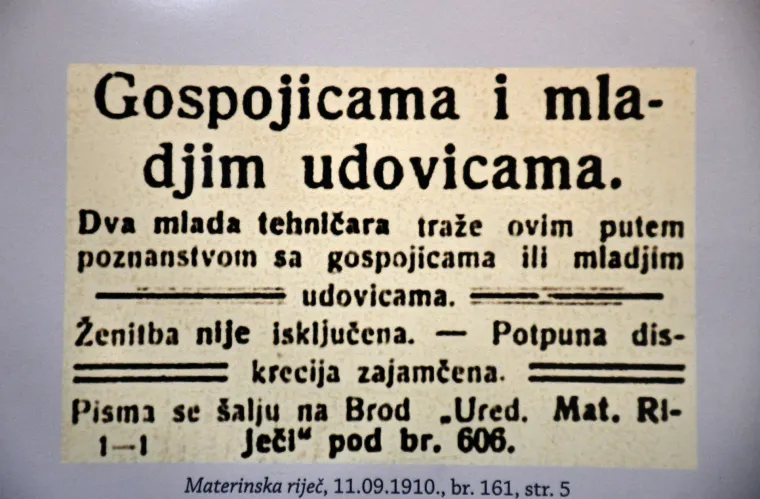 Gospojicama i mla-
djim udovicama.
Dva mlada tehničara traže ovim putem
poznanstvom sa gospojicama ili mladjim
udovicama.
Ženitba nije isključena. — Potpuna dis-
krecija zajamčena.
Pisma se šalju na Brod „Ured. Mat. Ri-
1—1 ječi“ pod br. 606.
Materinska riječ, 11.09.1910., br. 161, str. 5